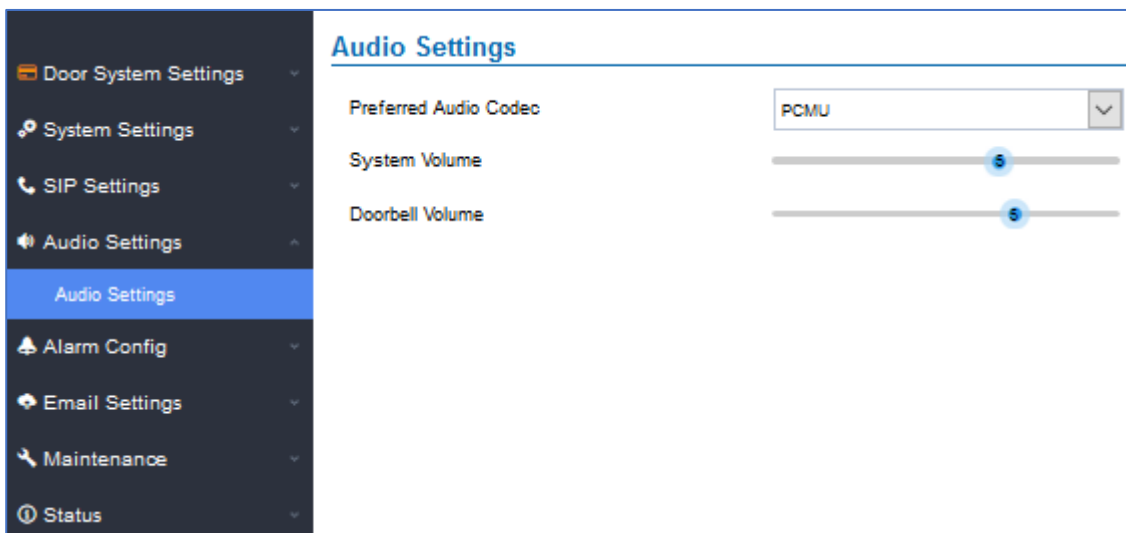 Audio Settings
Door System Settings
System Settings
SIP Settings
Audio Settings
Audio Settings
Alarm Config
Email Settings
Maintenance
Status
Preferred Audio Codec PCMU
System Volume
Doorbell Volume